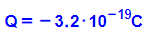 Q = −3.2·10⁻¹⁹C